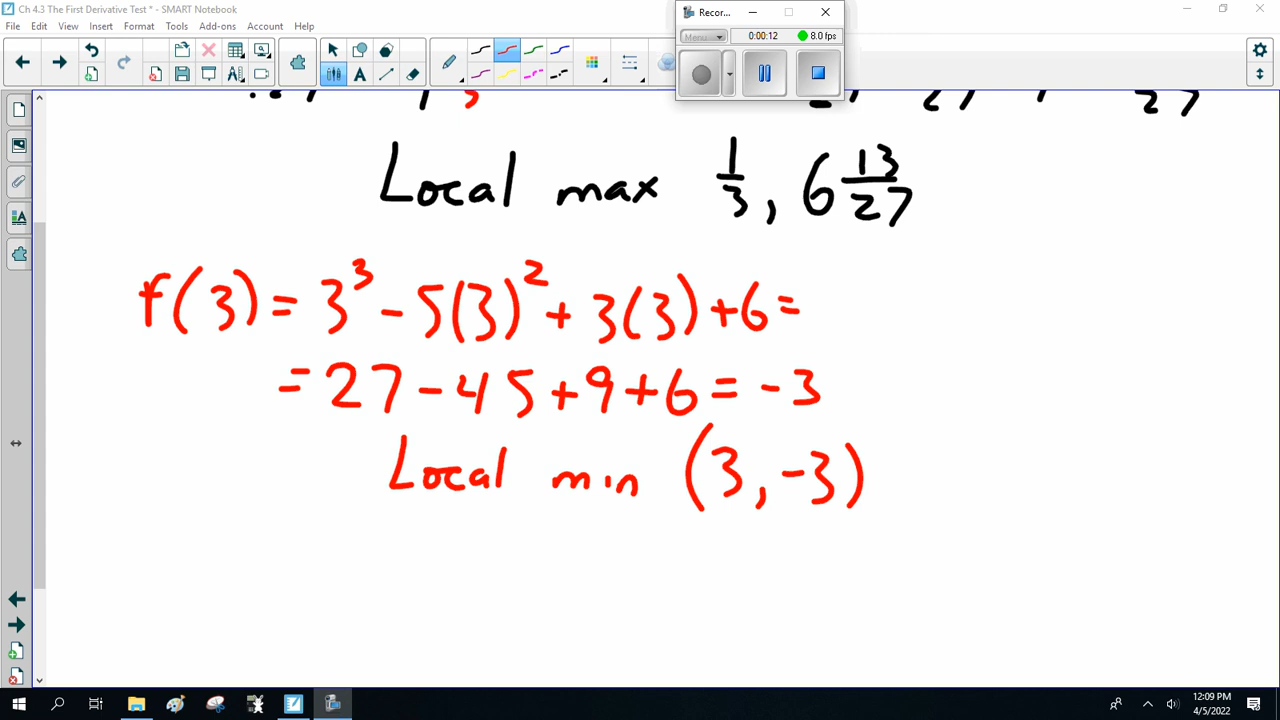 Ch 4.3 The First Derivative Test * - SMART Notebook
File Edit View Insert Format Tools Add-ons Account Help
Recor...
Menu 0:00:12 8.0 fps
Local max 1/3, 6 13/27
f(3) = 3³ - 5(3)² + 3(3) + 6 =
= 27 - 45 + 9 + 6 = -3
Local min (3, -3)
12:09 PM
4/5/2022